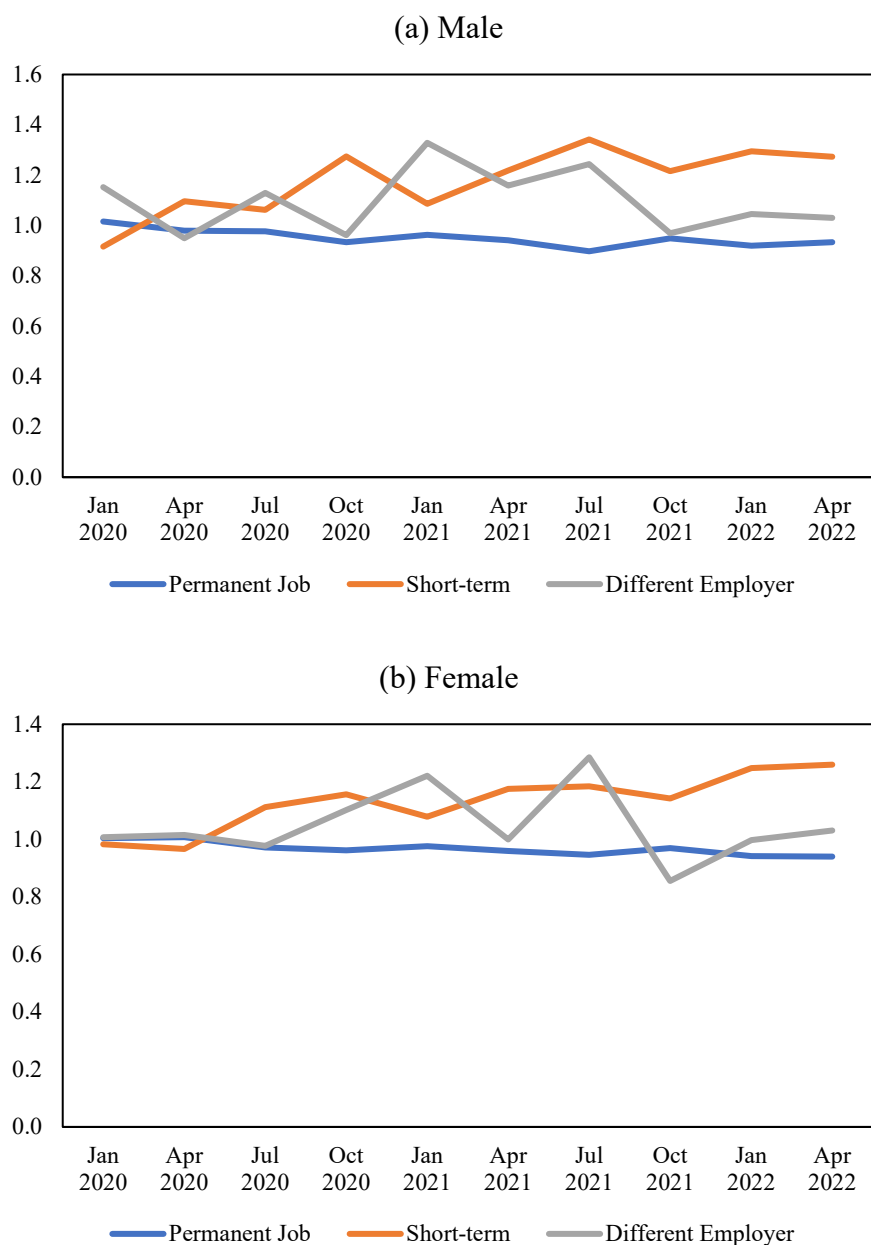 (a) Male
1.6
1.4
1.2
1.0
0.8
0.6
0.4
0.2
0.0
Jan Apr Jul Oct Jan Apr Jul Oct Jan Apr
2020 2020 2020 2020 2021 2021 2021 2021 2022 2022
Permanent Job Short-term Different Employer
(b) Female
1.4
1.2
1.0
0.8
0.6
0.4
0.2
0.0
Jan Apr Jul Oct Jan Apr Jul Oct Jan Apr
2020 2020 2020 2020 2021 2021 2021 2021 2022 2022
Permanent Job Short-term Different Employer